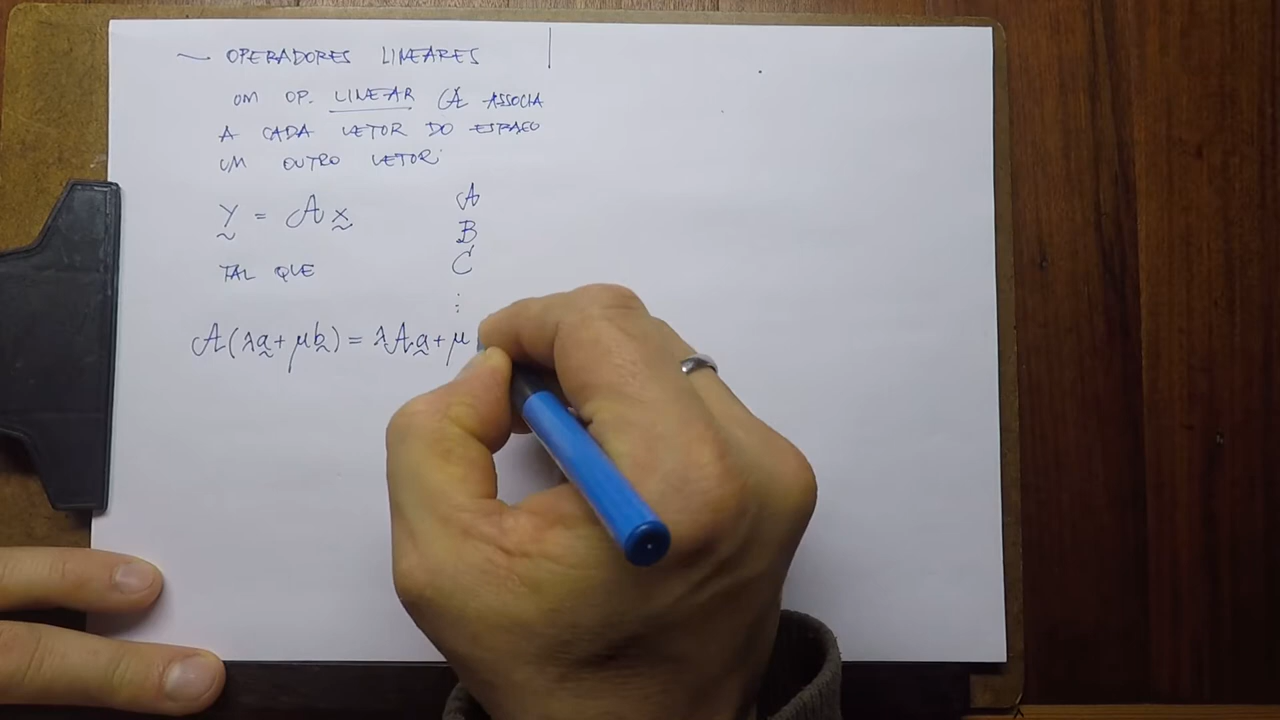 ~ OPERADORES LINEARES
UM OP. LINEAR A ASSOCIA
A CADA VETOR DO ESPAÇO
UM OUTRO VETOR:
y = A x
A
B
C
TAL QUE
⋮
A(λa + μb) = λAa + μ